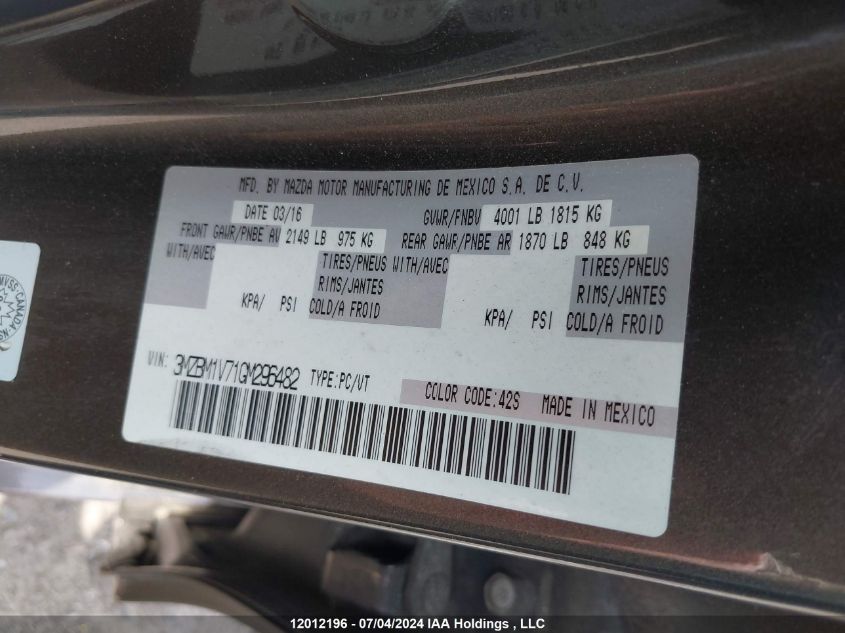 MFD. BY MAZDA MOTOR MANUFACTURING DE MEXICO S.A. DE C.V.
DATE 03/16 GVWR/FNBV 4001 LB 1815 KG
FRONT GAWR/PNBE AV 2149 LB 975 KG REAR GAWR/PNBE AR 1870 LB 848 KG
WITH/AVEC TIRES/PNEUS WITH/AVEC TIRES/PNEUS
RIMS/JANTES RIMS/JANTES
KPA/ PSI COLD/A FROID KPA/ PSI COLD/A FROID
VIN: 3MZBM1V71GM296482 TYPE:PC/VT COLOR CODE:42S MADE IN MEXICO
CANADA
12012196 - 07/04/2024 IAA Holdings, LLC